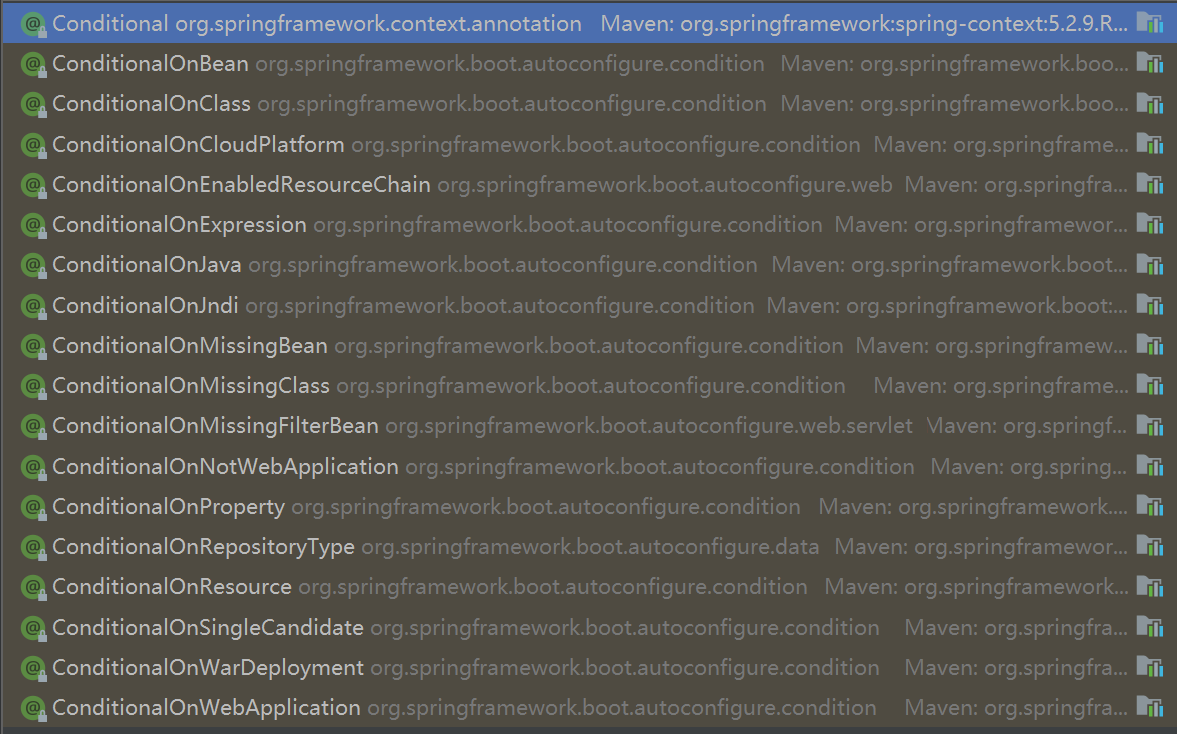 Conditional org.springframework.context.annotation Maven: org.springframework:spring-context:5.2.9.R...
ConditionalOnBean org.springframework.boot.autoconfigure.condition Maven: org.springframework.boo...
ConditionalOnClass org.springframework.boot.autoconfigure.condition Maven: org.springframework.boo...
ConditionalOnCloudPlatform org.springframework.boot.autoconfigure.condition Maven: org.springframe...
ConditionalOnEnabledResourceChain org.springframework.boot.autoconfigure.web Maven: org.springfra...
ConditionalOnExpression org.springframework.boot.autoconfigure.condition Maven: org.springframewor...
ConditionalOnJava org.springframework.boot.autoconfigure.condition Maven: org.springframework.boot...
ConditionalOnJndi org.springframework.boot.autoconfigure.condition Maven: org.springframework.boot:...
ConditionalOnMissingBean org.springframework.boot.autoconfigure.condition Maven: org.springframew...
ConditionalOnMissingClass org.springframework.boot.autoconfigure.condition Maven: org.springframe...
ConditionalOnMissingFilterBean org.springframework.boot.autoconfigure.web.servlet Maven: org.springf...
ConditionalOnNotWebApplication org.springframework.boot.autoconfigure.condition Maven: org.spring...
ConditionalOnProperty org.springframework.boot.autoconfigure.condition Maven: org.springframework....
ConditionalOnRepositoryType org.springframework.boot.autoconfigure.data Maven: org.springframewor...
ConditionalOnResource org.springframework.boot.autoconfigure.condition Maven: org.springframework...
ConditionalOnSingleCandidate org.springframework.boot.autoconfigure.condition Maven: org.springfra...
ConditionalOnWarDeployment org.springframework.boot.autoconfigure.condition Maven: org.springfra...
ConditionalOnWebApplication org.springframework.boot.autoconfigure.condition Maven: org.springfra...